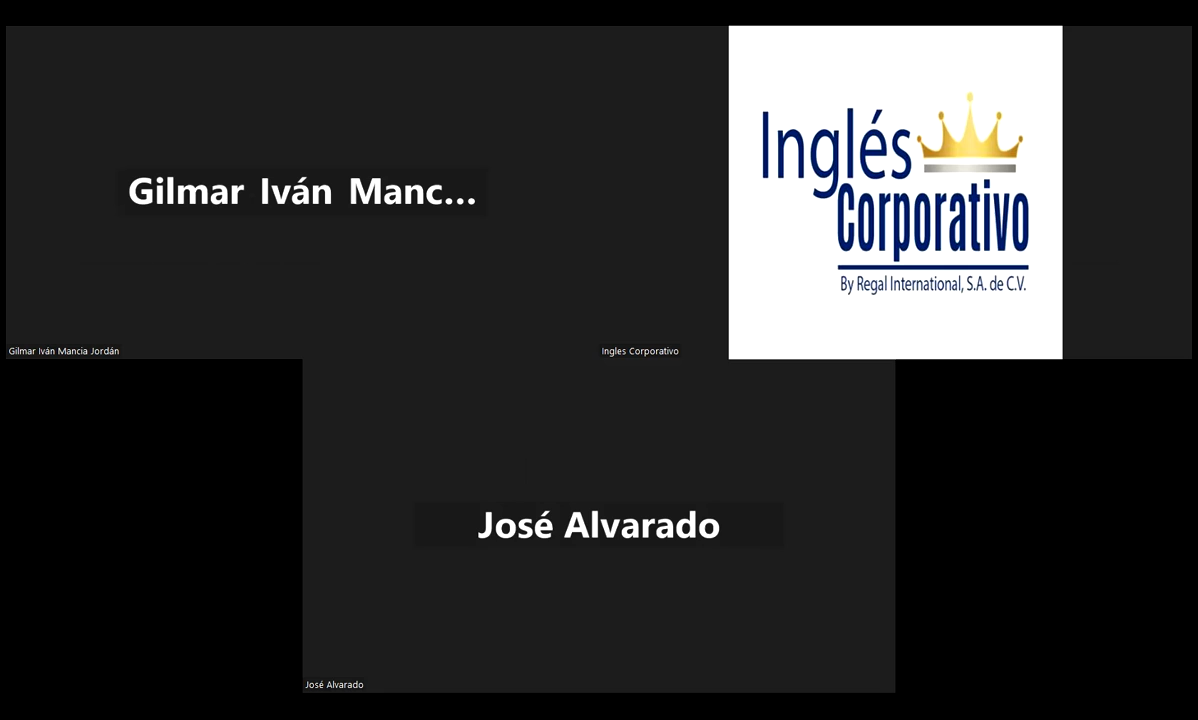 Gilmar Iván Manc...
Inglés
Corporativo
By Regal International, S.A. de C.V.
Gilmar Iván Mancia Jordán
Ingles Corporativo
José Alvarado
José Alvarado